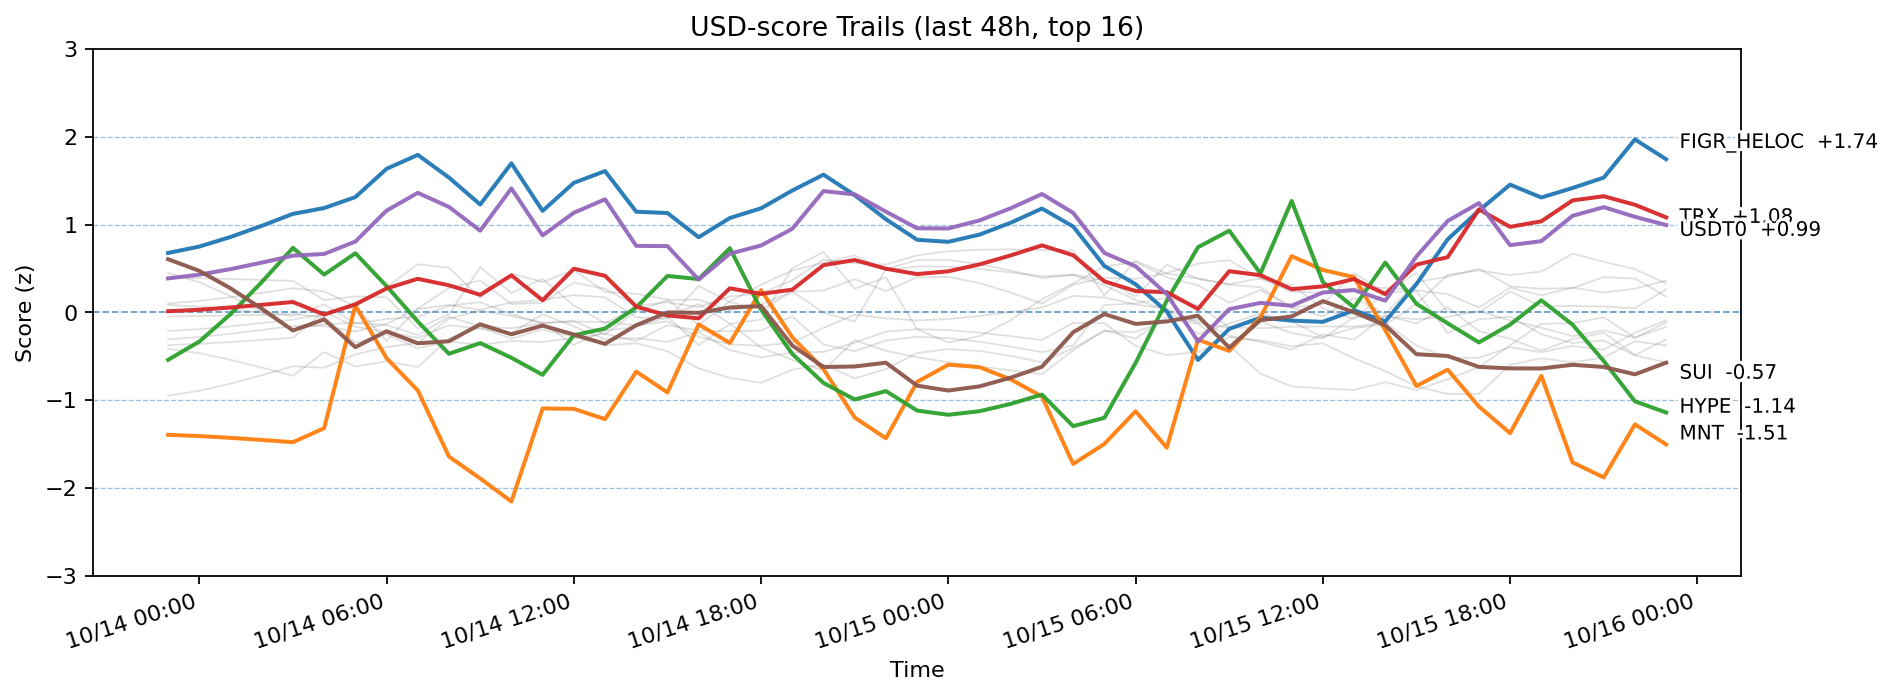 USD-score Trails (last 48h, top 16)
Score (z)
3
2
1
0
−1
−2
−3
FIGR_HELOC +1.74
TRX +1.08
USDT0 +0.99
SUI -0.57
HYPE -1.14
MNT -1.51
10/14 00:00
10/14 06:00
10/14 12:00
10/14 18:00
10/15 00:00
10/15 06:00
10/15 12:00
10/15 18:00
10/16 00:00
Time